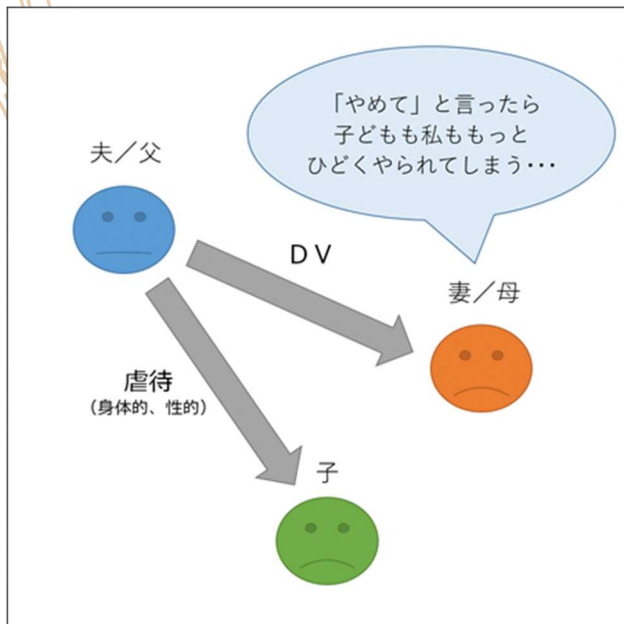 「やめて」と言ったら
子どもも私ももっと
ひどくやられてしまう･･･
夫／父
ＤＶ
妻／母
虐待
（身体的、性的）
子